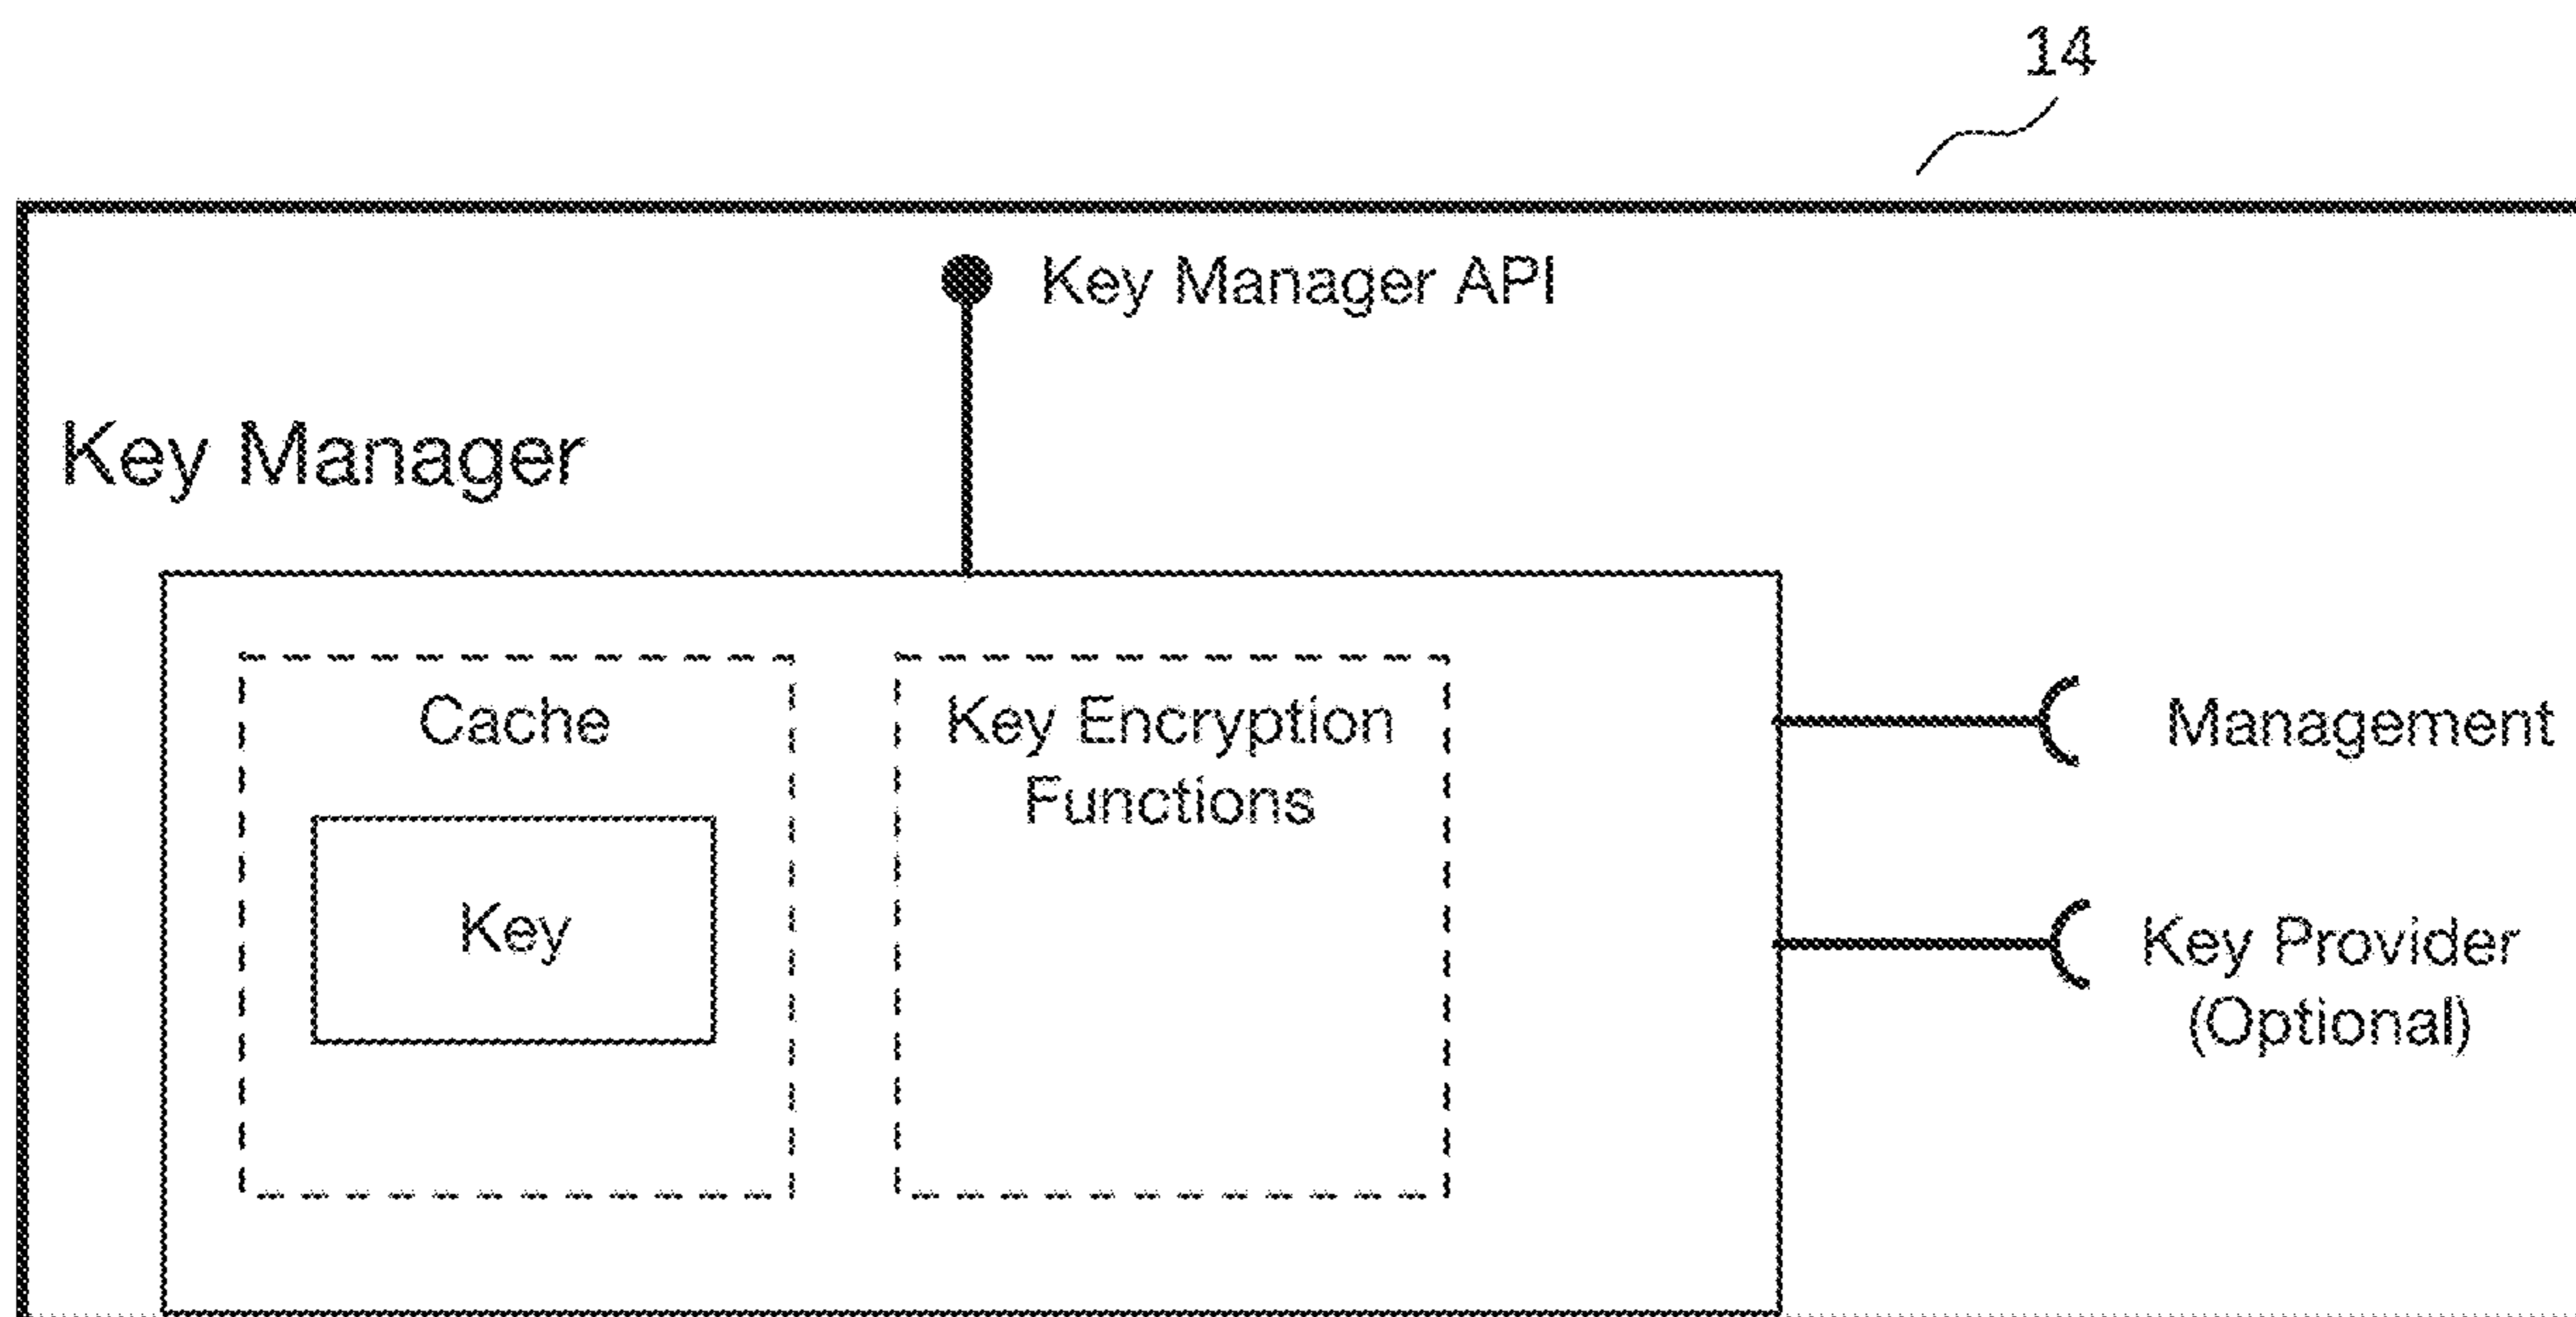 14
Key Manager API
Key Manager
Cache
Key Encryption
Functions
Key
Management
Key Provider
(Optional)